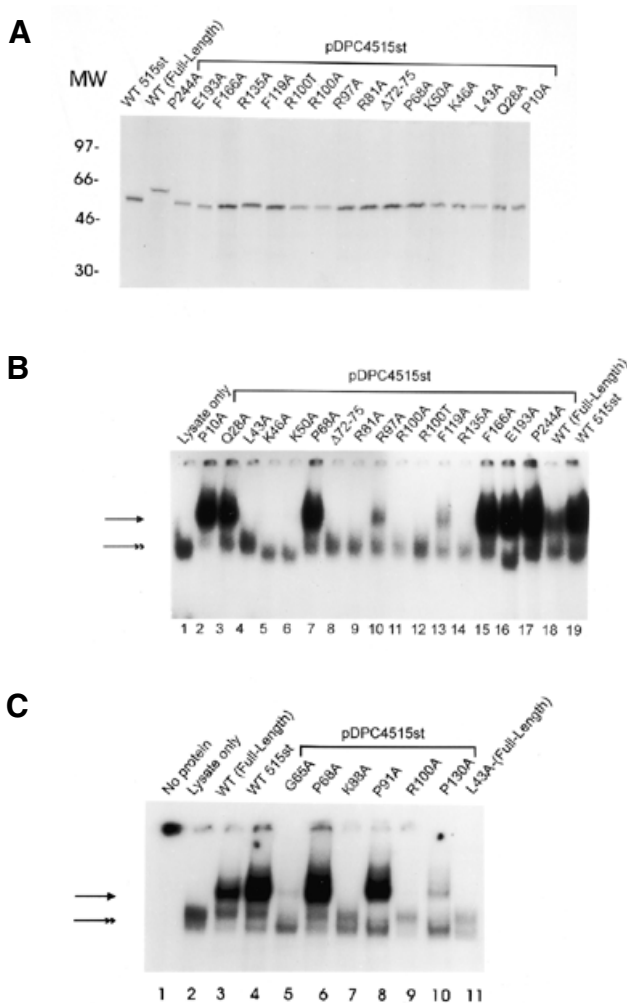 A
pDPC4515st
MW
WT 515st
WT (Full-Length)
P244A
E193A
F166A
R135A
F119A
R100T
R100A
R97A
R81A
Δ72-75
P68A
K50A
K46A
L43A
Q28A
P10A
97-
66-
46-
30-
B
pDPC4515st
Lysate only
P10A
Q28A
L43A
K46A
K50A
P68A
Δ72-75
R81A
R97A
R100A
R100T
F119A
R135A
F166A
E193A
P244A
WT (Full-Length)
WT 515st
1 2 3 4 5 6 7 8 9 10 11 12 13 14 15 16 17 18 19
C
pDPC4515st
No protein
Lysate only
WT (Full-Length)
WT 515st
G65A
P68A
K88A
P91A
R100A
P130A
L43A-(Full-Length)
1 2 3 4 5 6 7 8 9 10 11